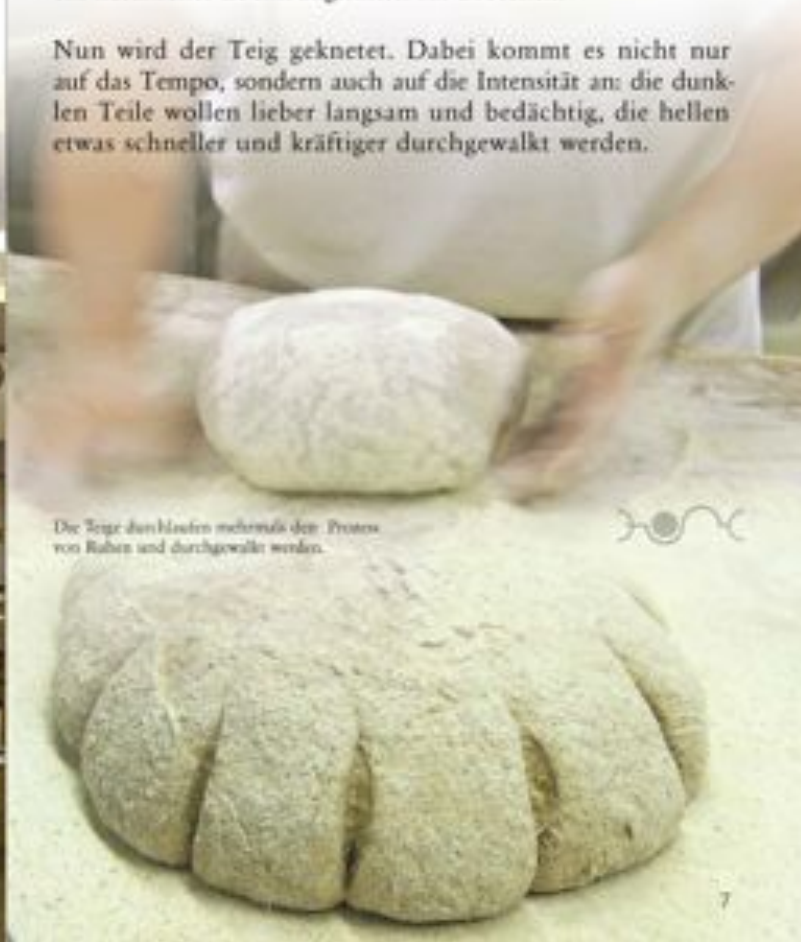 Nun wird der Teig geknetet. Dabei kommt es nicht nur
auf das Tempo, sondern auch auf die Intensität an: die dunk-
len Teile wollen lieber langsam und bedächtig, die hellen
etwas schneller und kräftiger durchgewalkt werden.
Die Teige durchlaufen mehrmals den Prozess
von Ruhen und durchgewalkt werden.
7